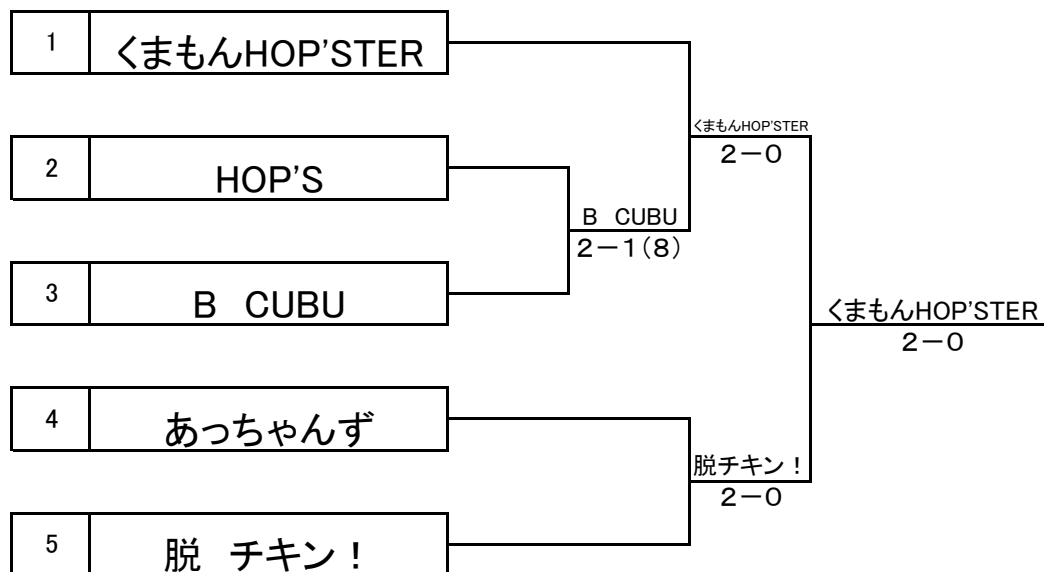 1 くまもんHOP'STER
くまもんHOP'STER
2－0
2 HOP'S
B　CUBU
2－1(8)
3 B　CUBU
くまもんHOP'STER
2－0
4 あっちゃんず
脱チキン！
2－0
5 脱　チキン！